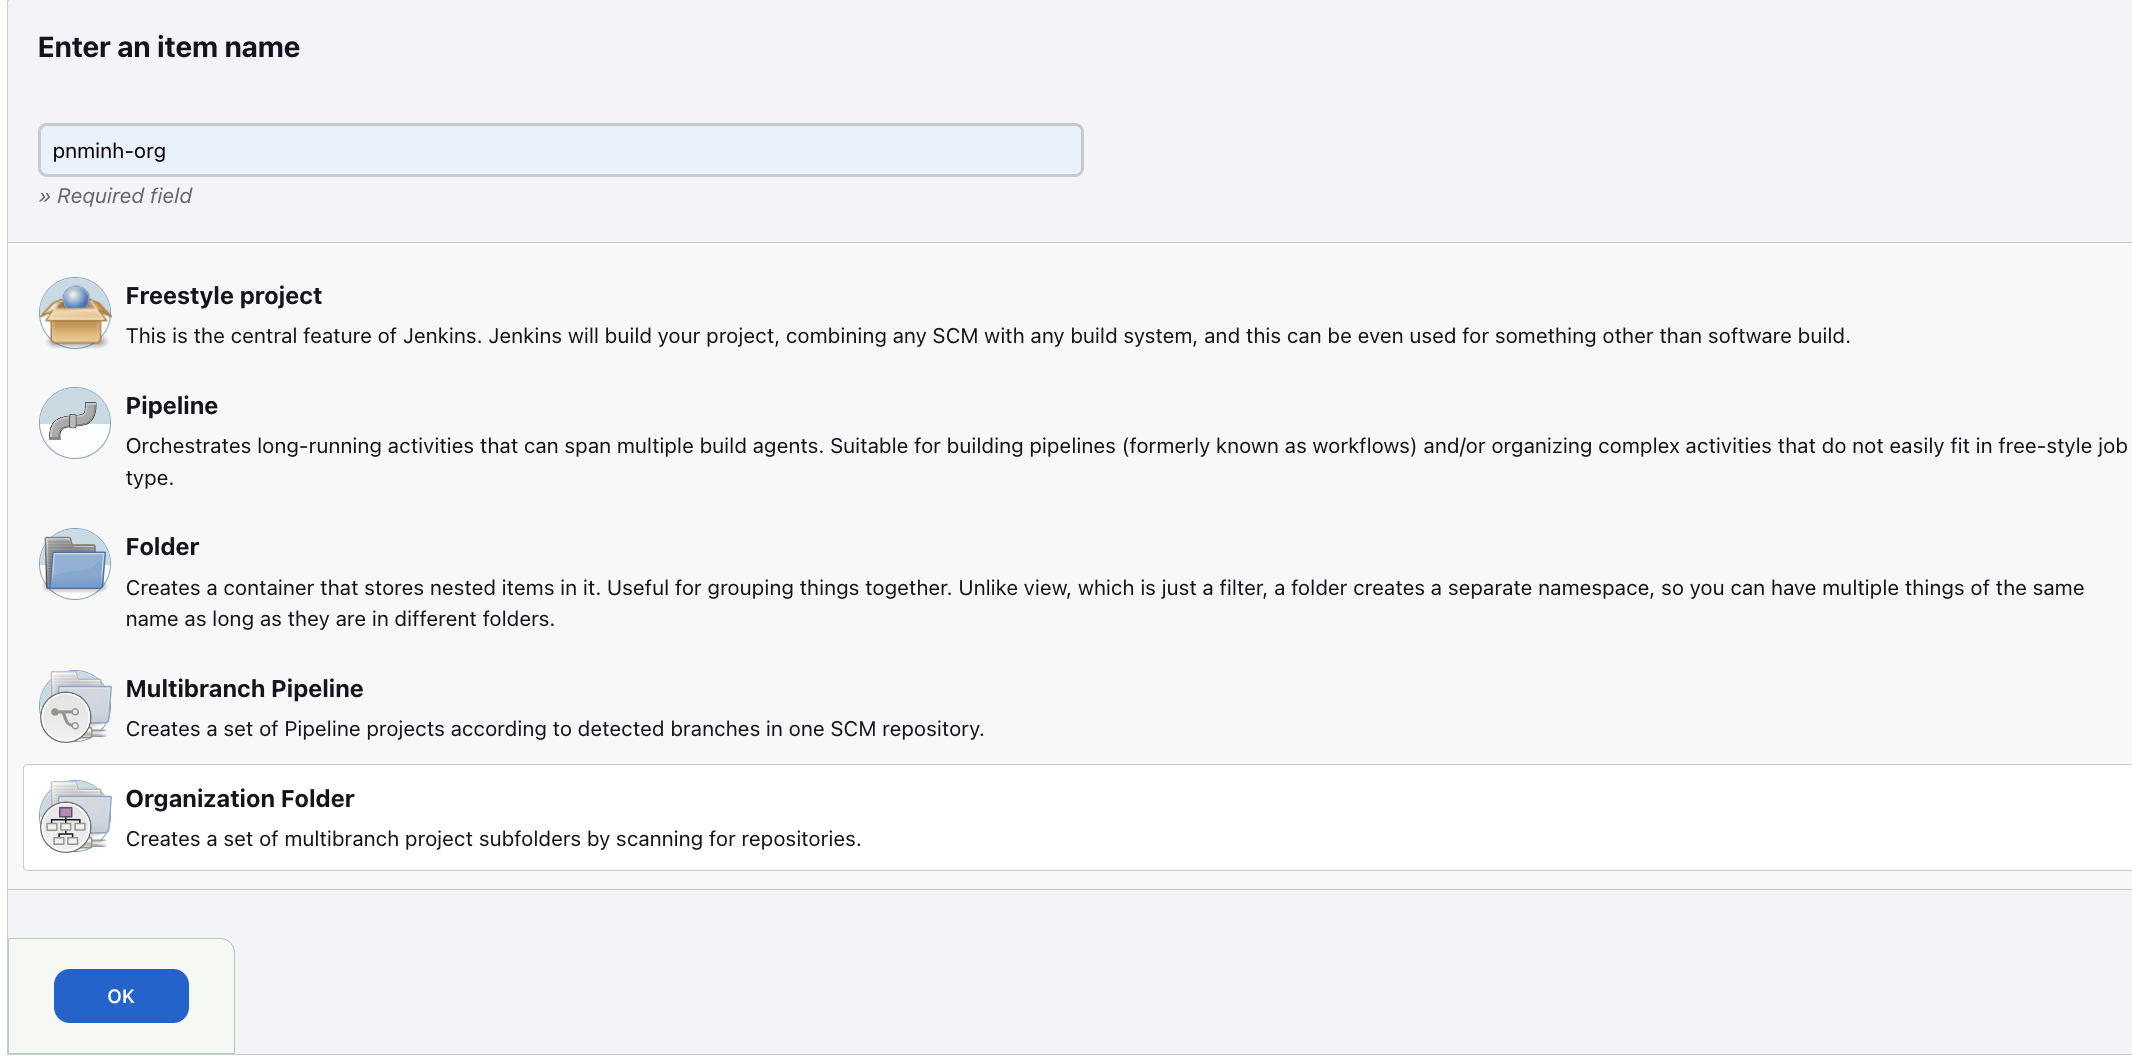 Enter an item name
pnminh-org
» Required field
Freestyle project
This is the central feature of Jenkins. Jenkins will build your project, combining any SCM with any build system, and this can be even used for something other than software build.
Pipeline
Orchestrates long-running activities that can span multiple build agents. Suitable for building pipelines (formerly known as workflows) and/or organizing complex activities that do not easily fit in free-style job
type.
Folder
Creates a container that stores nested items in it. Useful for grouping things together. Unlike view, which is just a filter, a folder creates a separate namespace, so you can have multiple things of the same
name as long as they are in different folders.
Multibranch Pipeline
Creates a set of Pipeline projects according to detected branches in one SCM repository.
Organization Folder
Creates a set of multibranch project subfolders by scanning for repositories.
OK